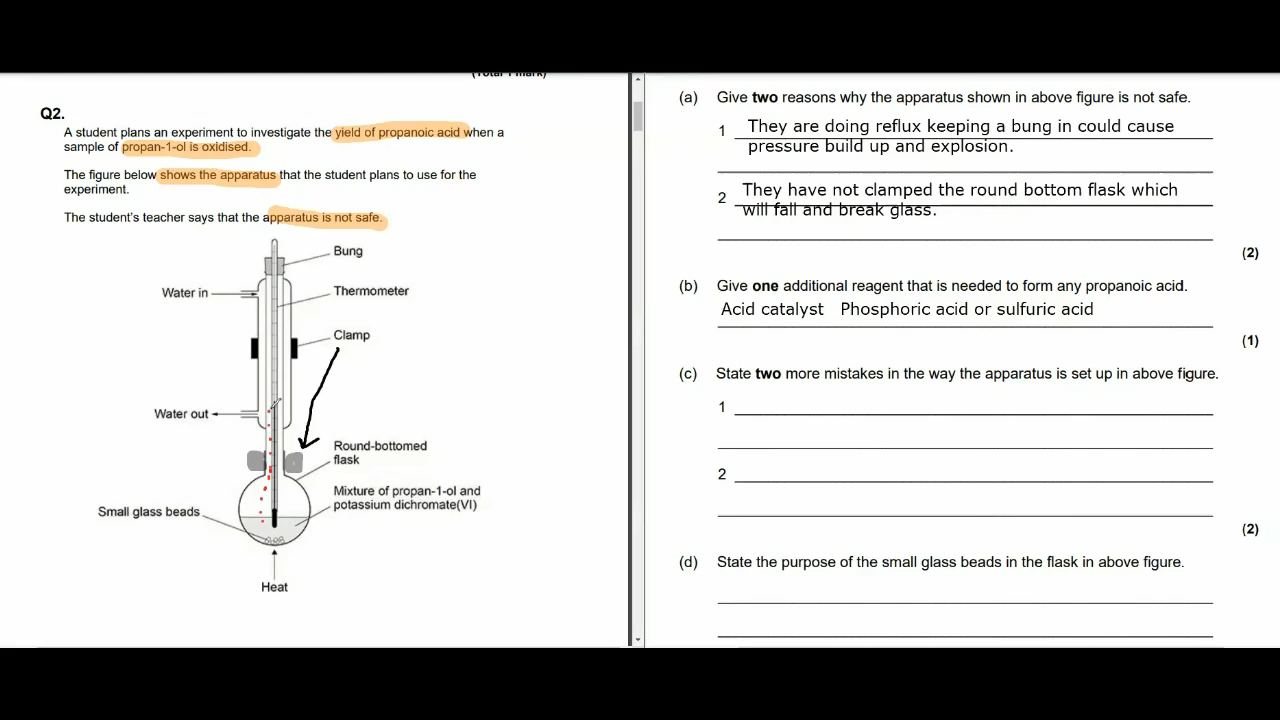 (Total 1 mark)
Q2.
A student plans an experiment to investigate the yield of propanoic acid when a
sample of propan-1-ol is oxidised.
The figure below shows the apparatus that the student plans to use for the
experiment.
The student's teacher says that the apparatus is not safe.
Bung
Water in
Thermometer
Clamp
Water out
Round-bottomed
flask
Mixture of propan-1-ol and
potassium dichromate(VI)
Small glass beads
Heat
(a) Give two reasons why the apparatus shown in above figure is not safe.
1 They are doing reflux keeping a bung in could cause
pressure build up and explosion.
2 They have not clamped the round bottom flask which
will fall and break glass.
(2)
(b) Give one additional reagent that is needed to form any propanoic acid.
Acid catalyst Phosphoric acid or sulfuric acid
(1)
(c) State two more mistakes in the way the apparatus is set up in above figure.
1
2
(2)
(d) State the purpose of the small glass beads in the flask in above figure.